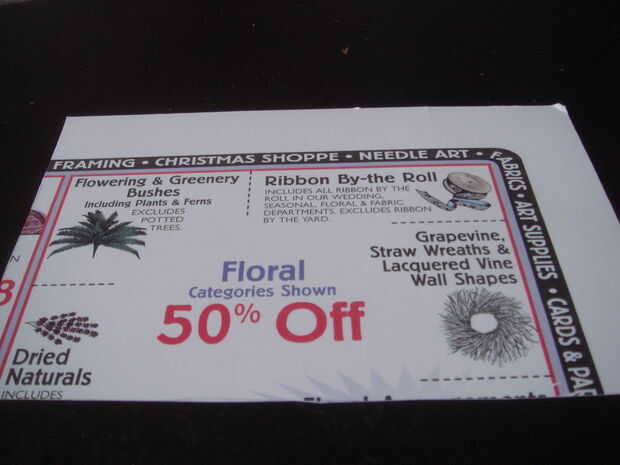 FRAMING • CHRISTMAS SHOPPE • NEEDLE ART • FABRICS • ART SUPPLIES • CARDS &
Flowering & Greenery
Bushes
Including Plants & Ferns
EXCLUDES
POTTED
TREES.
Ribbon By-the Roll
INCLUDES ALL RIBBON BY THE
ROLL IN OUR WEDDING,
SEASONAL, FLORAL & FABRIC
DEPARTMENTS. EXCLUDES RIBBON
BY THE YARD.
Grapevine,
Straw Wreaths &
Lacquered Vine
Wall Shapes
Floral
Categories Shown
50% Off
Dried
Naturals
INCLUDES